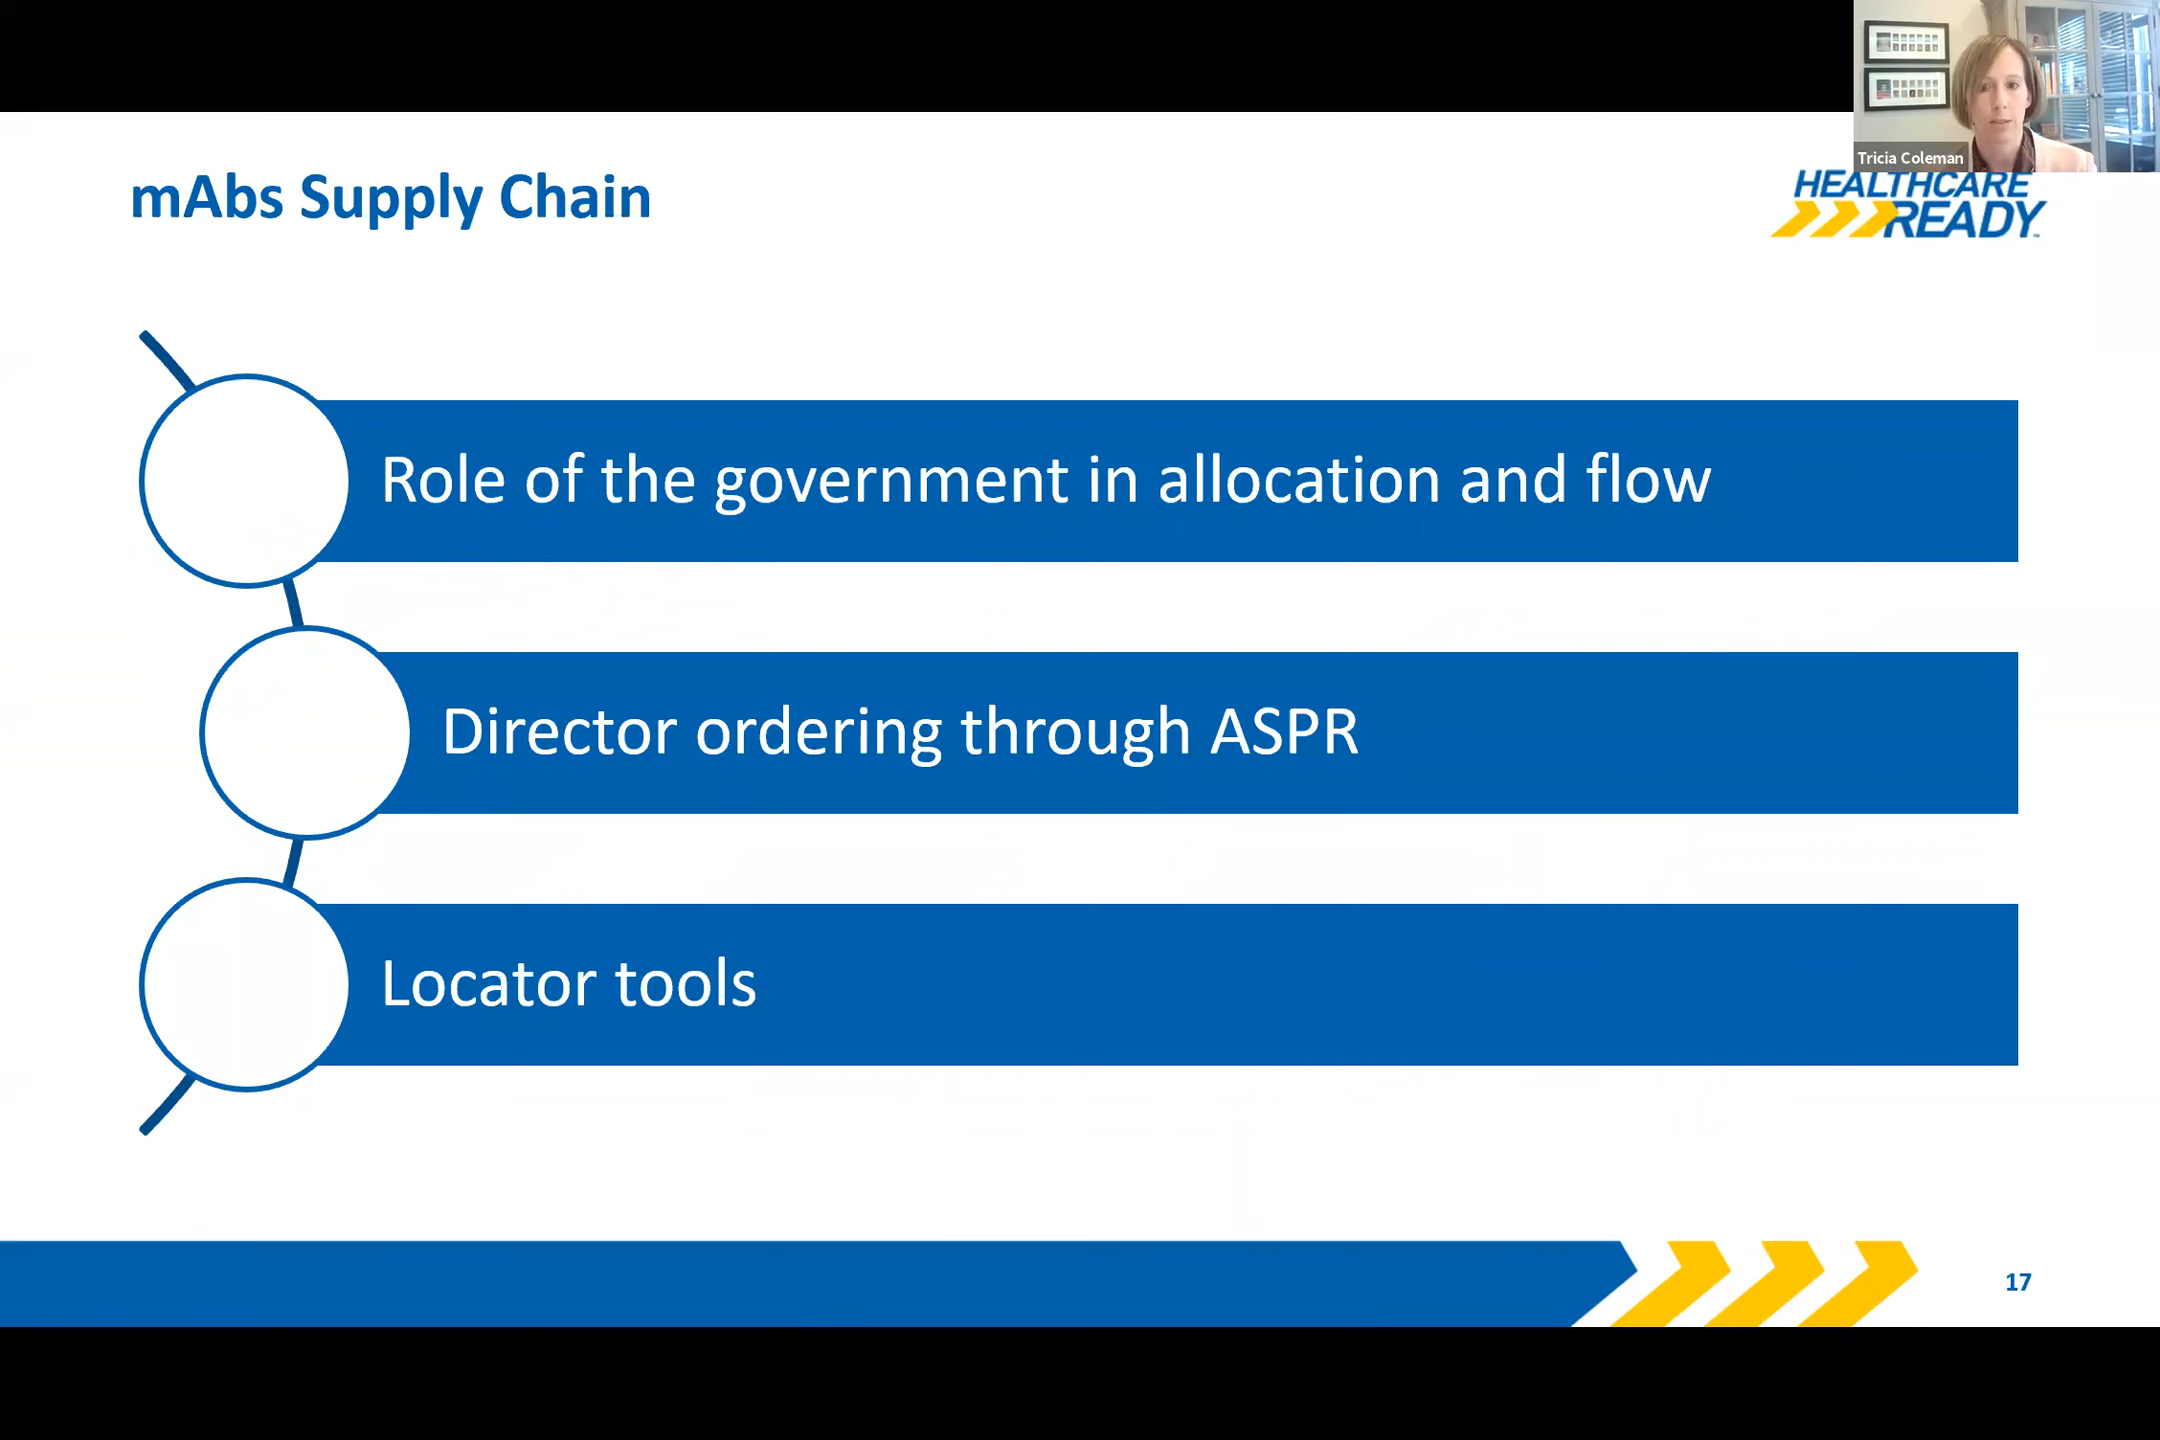 Tricia Coleman
mAbs Supply Chain
HEALTHCARE
READY
Role of the government in allocation and flow
Director ordering through ASPR
Locator tools
17